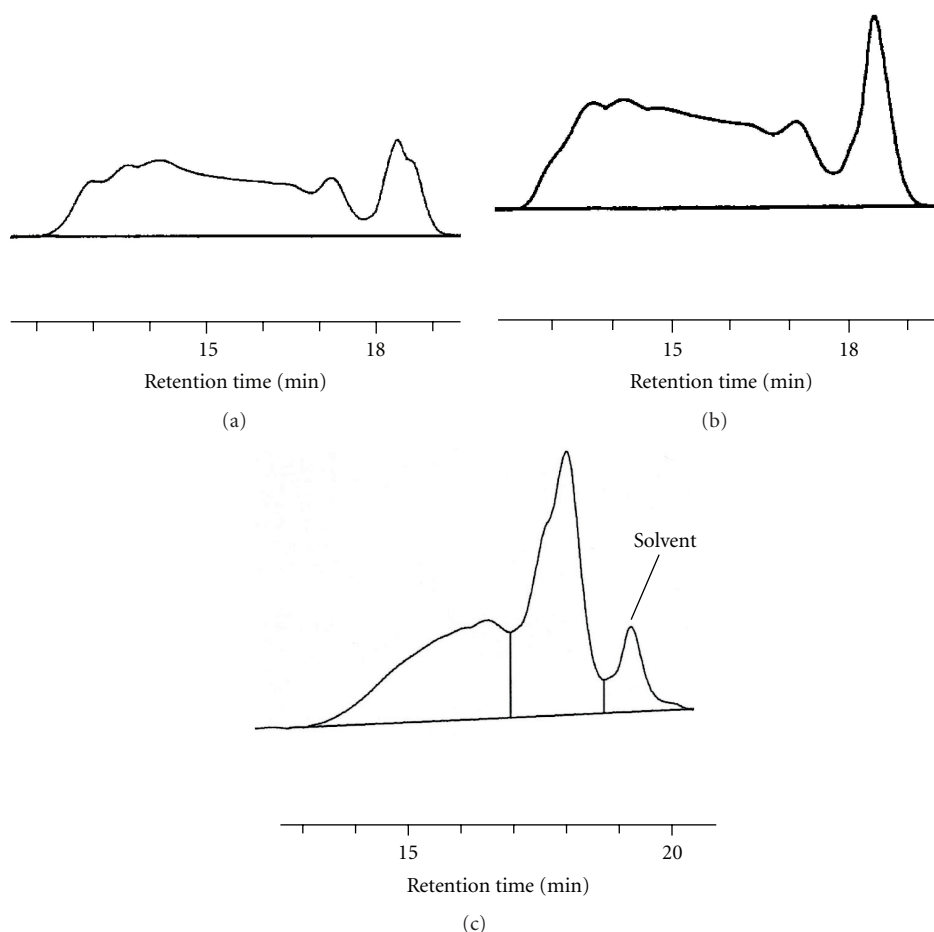 15 18
Retention time (min)
(a)
15 18
Retention time (min)
(b)
Solvent
15 20
Retention time (min)
(c)